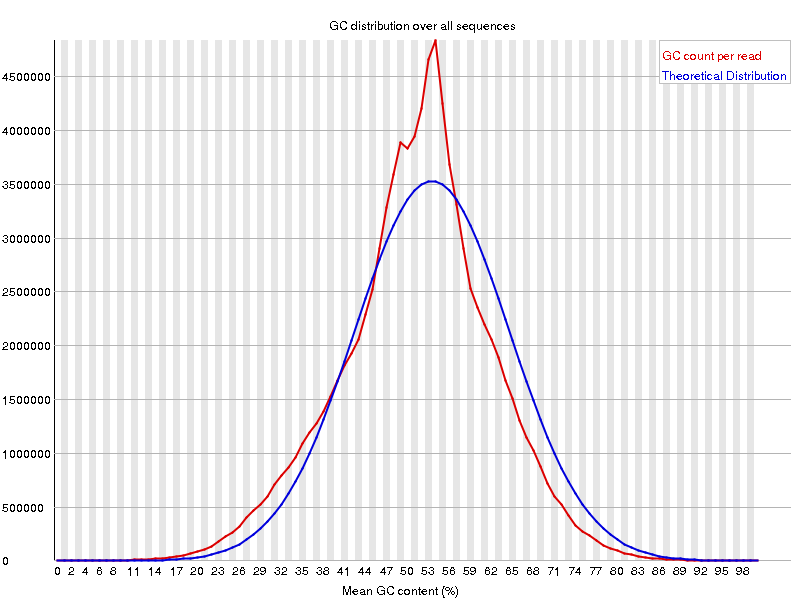 GC distribution over all sequences
GC count per read
Theoretical Distribution
4500000
4000000
3500000
3000000
2500000
2000000
1500000
1000000
500000
0
0 2 4 6 8 11 14 17 20 23 26 29 32 35 38 41 44 47 50 53 56 59 62 65 68 71 74 77 80 83 86 89 92 95 98
Mean GC content (%)